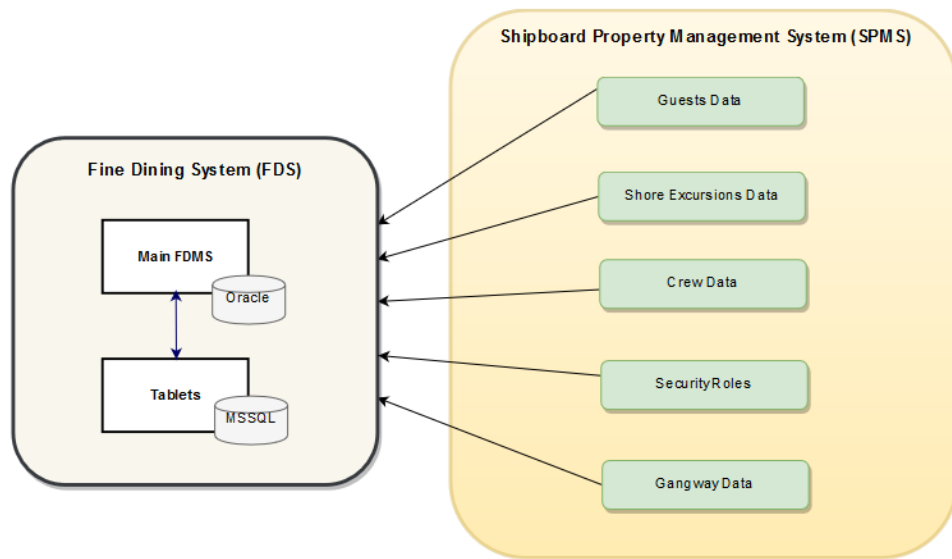 Shipboard Property Management System (SPMS)
Guests Data
Fine Dining System (FDS)
Shore Excursions Data
Main FDMS
Oracle
Crew Data
Tablets
MSSQL
Security Roles
Gangway Data